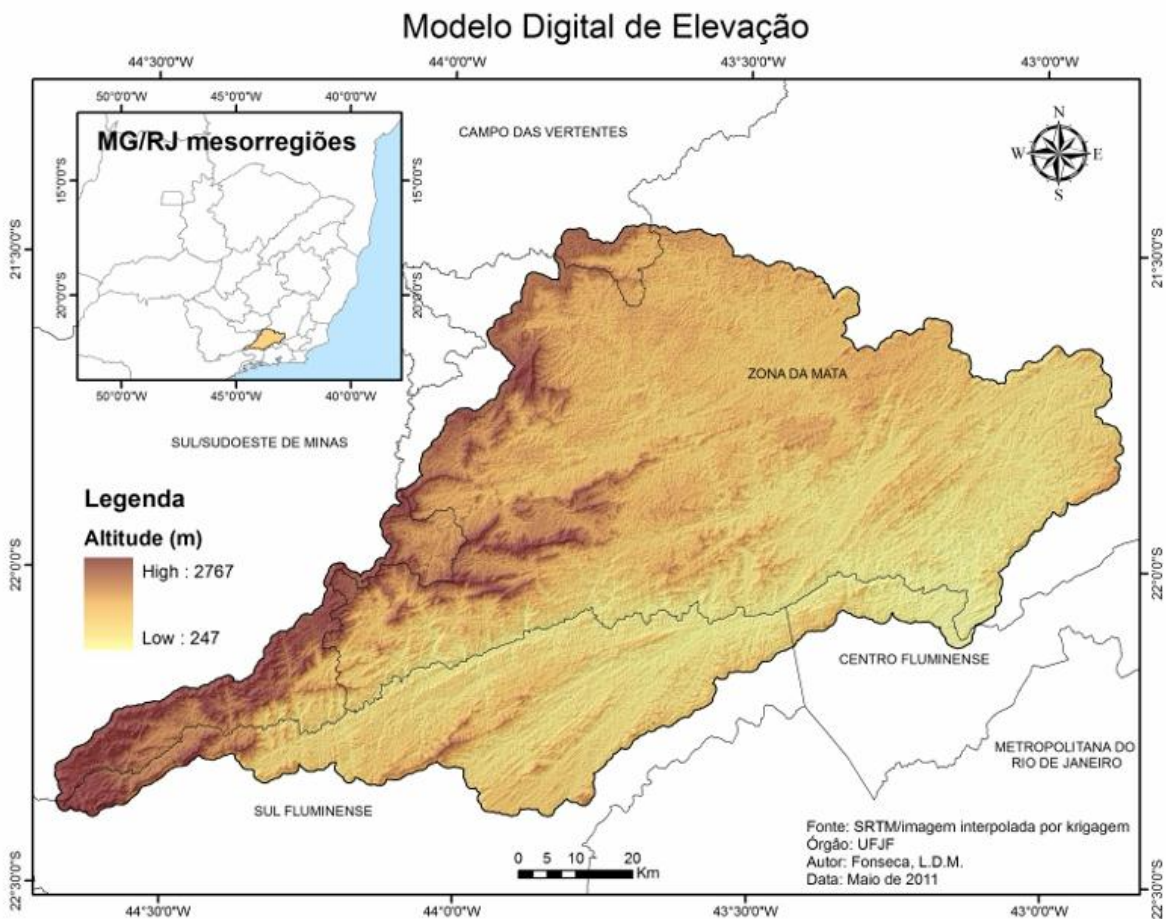 Modelo Digital de Elevação
44°30'0"W 44°0'0"W 43°30'0"W 43°0'0"W
50°0'0"W 45°0'0"W 40°0'0"W
MG/RJ mesorregiões
15°0'0"S
15°0'0"S
20°0'0"S
20°0'0"S
50°0'0"W 45°0'0"W 40°0'0"W
CAMPO DAS VERTENTES
N
W E
S
21°30'0"S
21°30'0"S
ZONA DA MATA
SUL/SUDOESTE DE MINAS
Legenda
Altitude (m)
High : 2767
Low : 247
22°0'0"S
22°0'0"S
CENTRO FLUMINENSE
METROPOLITANA DO
RIO DE JANEIRO
SUL FLUMINENSE
0 5 10 20
Km
Fonte: SRTM/imagem interpolada por krigagem
Órgão: UFJF
Autor: Fonseca, L.D.M.
Data: Maio de 2011
22°30'0"S
22°30'0"S
44°30'0"W 44°0'0"W 43°30'0"W 43°0'0"W